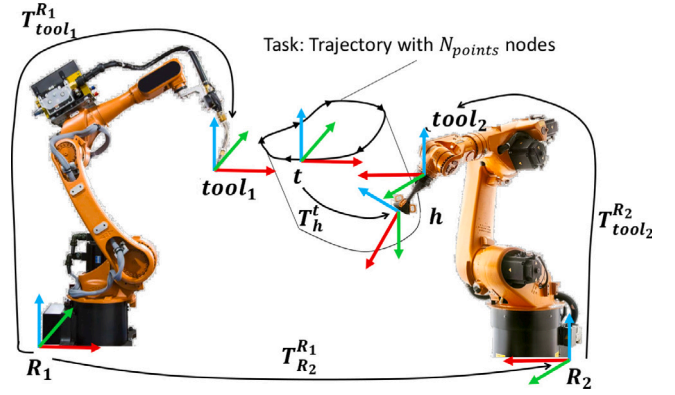 T^{R_1}_{tool_1}
Task: Trajectory with N_{points} nodes
tool_2
tool_1
t
T^t_h
h
T^{R_2}_{tool_2}
T^{R_1}_{R_2}
R_1
R_2